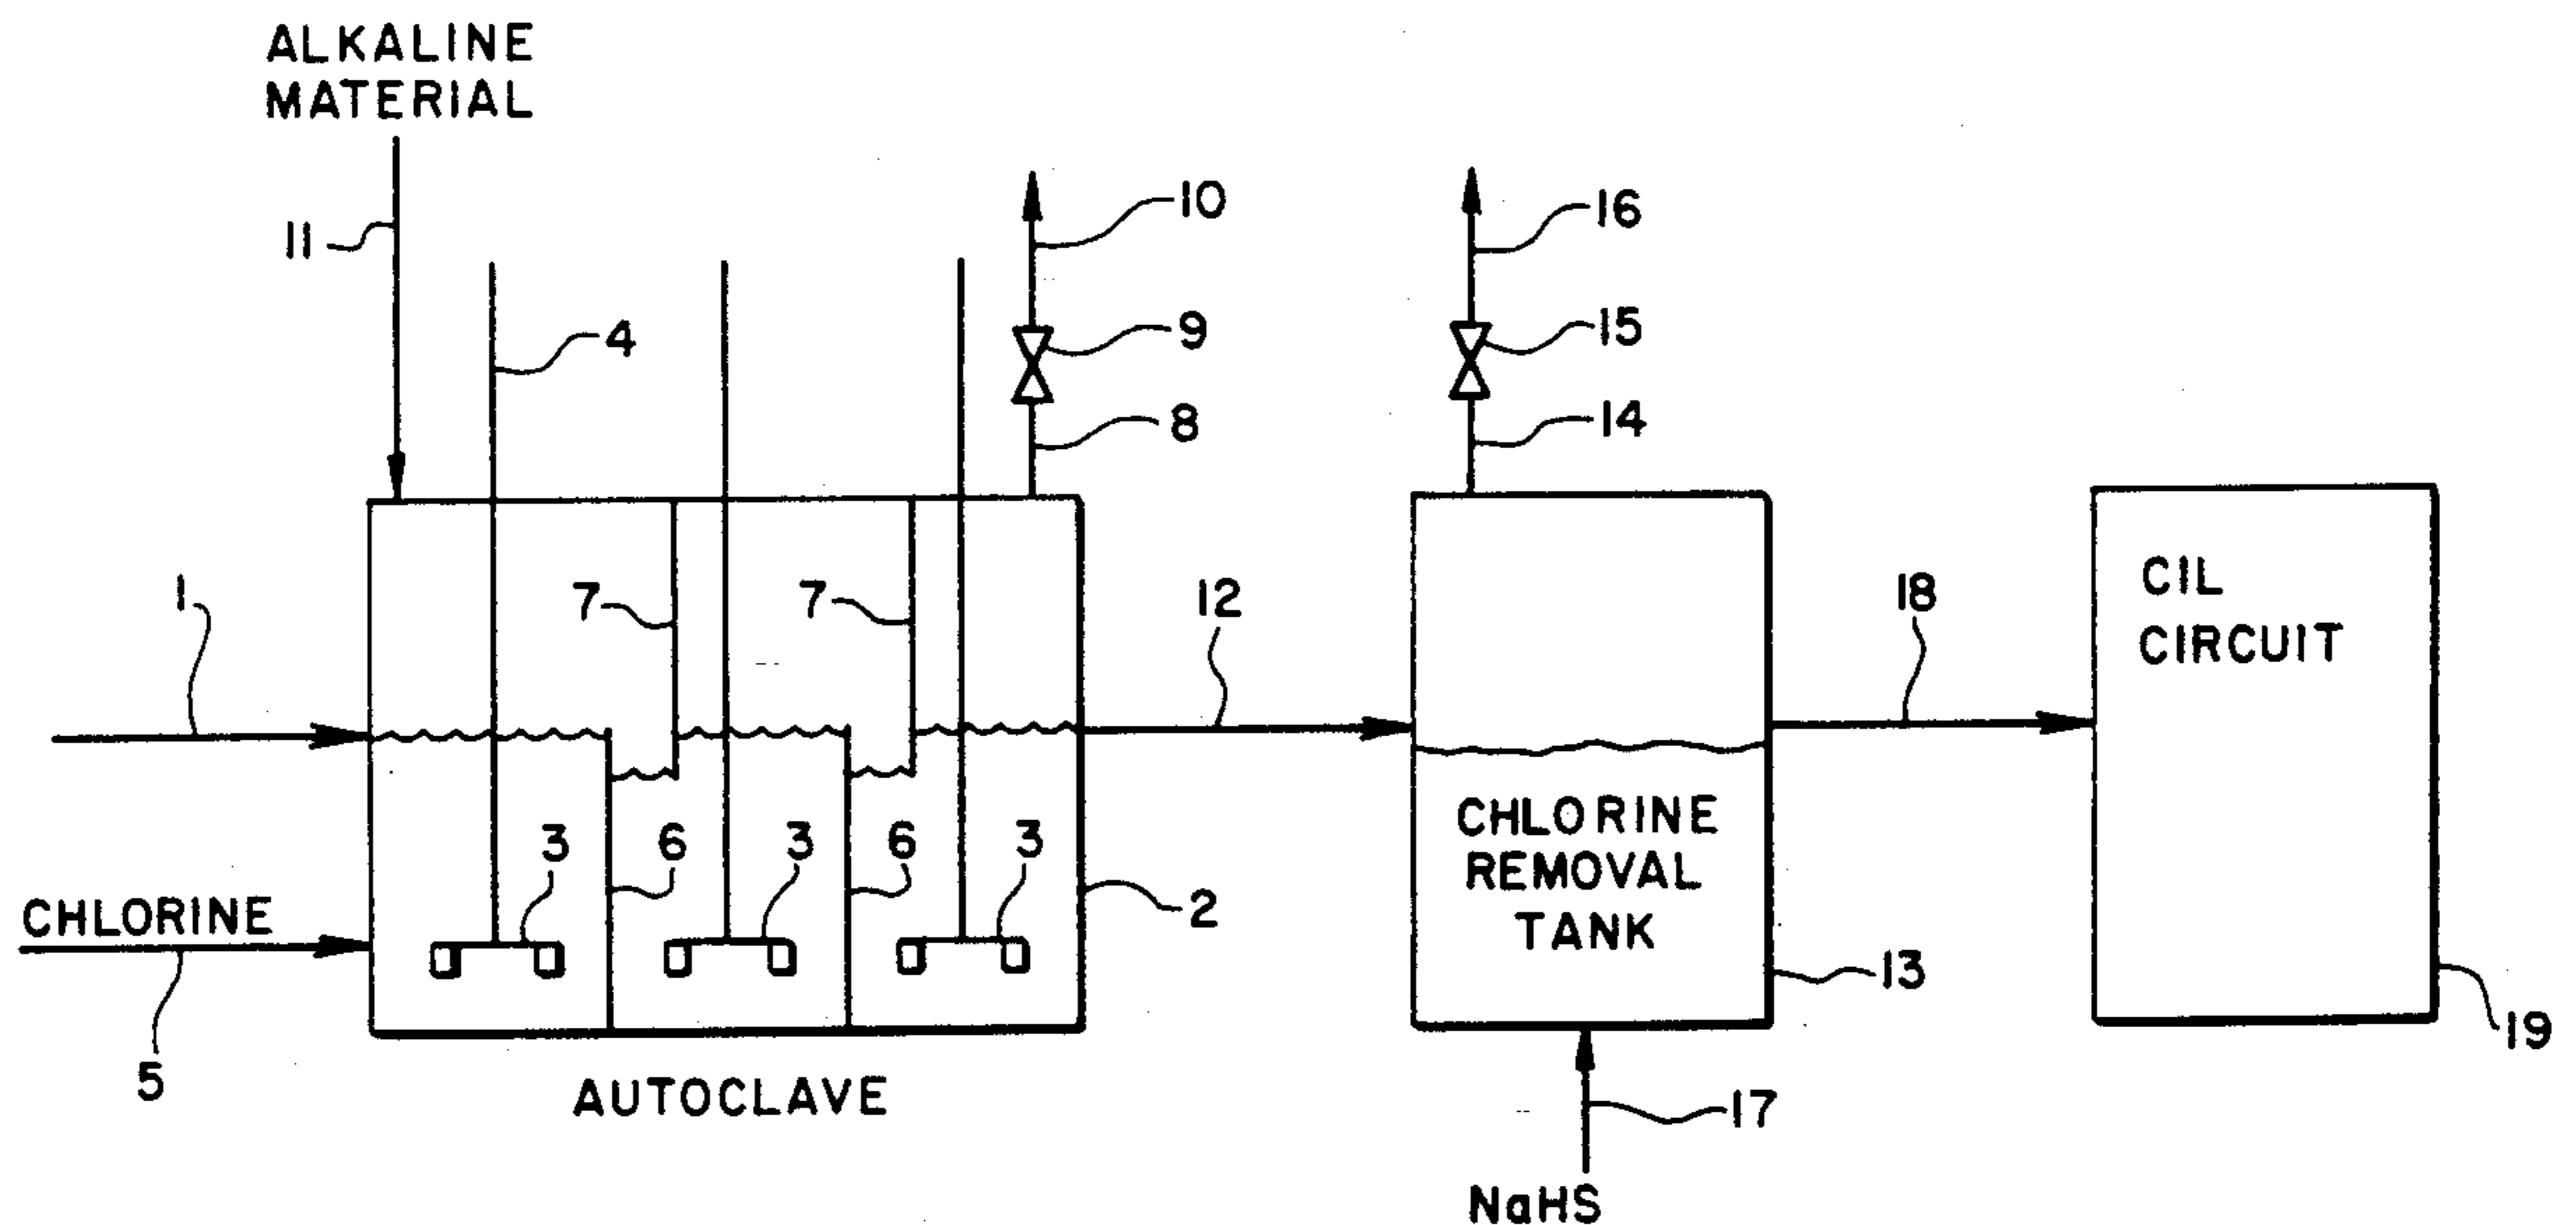 ALKALINE
MATERIAL
11
4
10
9
8
16
15
14
1
7
7
12
18
CIL
CIRCUIT
CHLORINE
5
3
6
3
6
3
2
CHLORINE
REMOVAL
TANK
13
19
AUTOCLAVE
17
NaHS